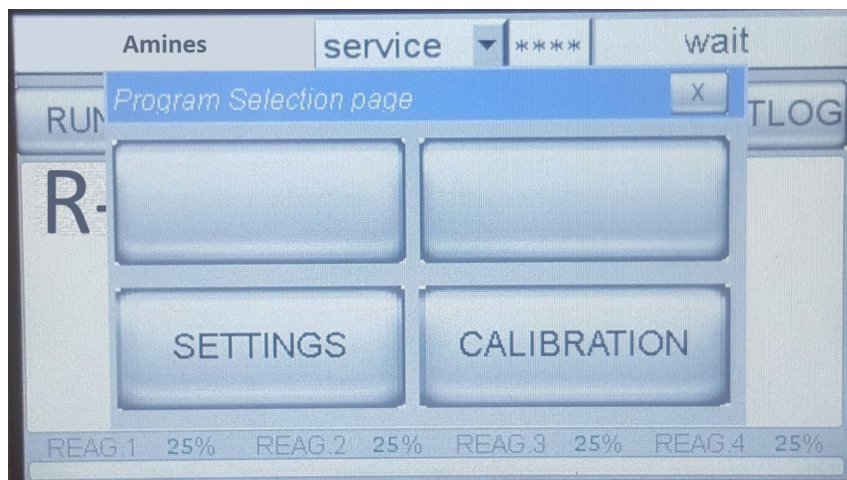 Amines service **** wait
Program Selection page X
RUN TLOG
R-
SETTINGS CALIBRATION
REAG.1 25% REAG.2 25% REAG.3 25% REAG.4 25%